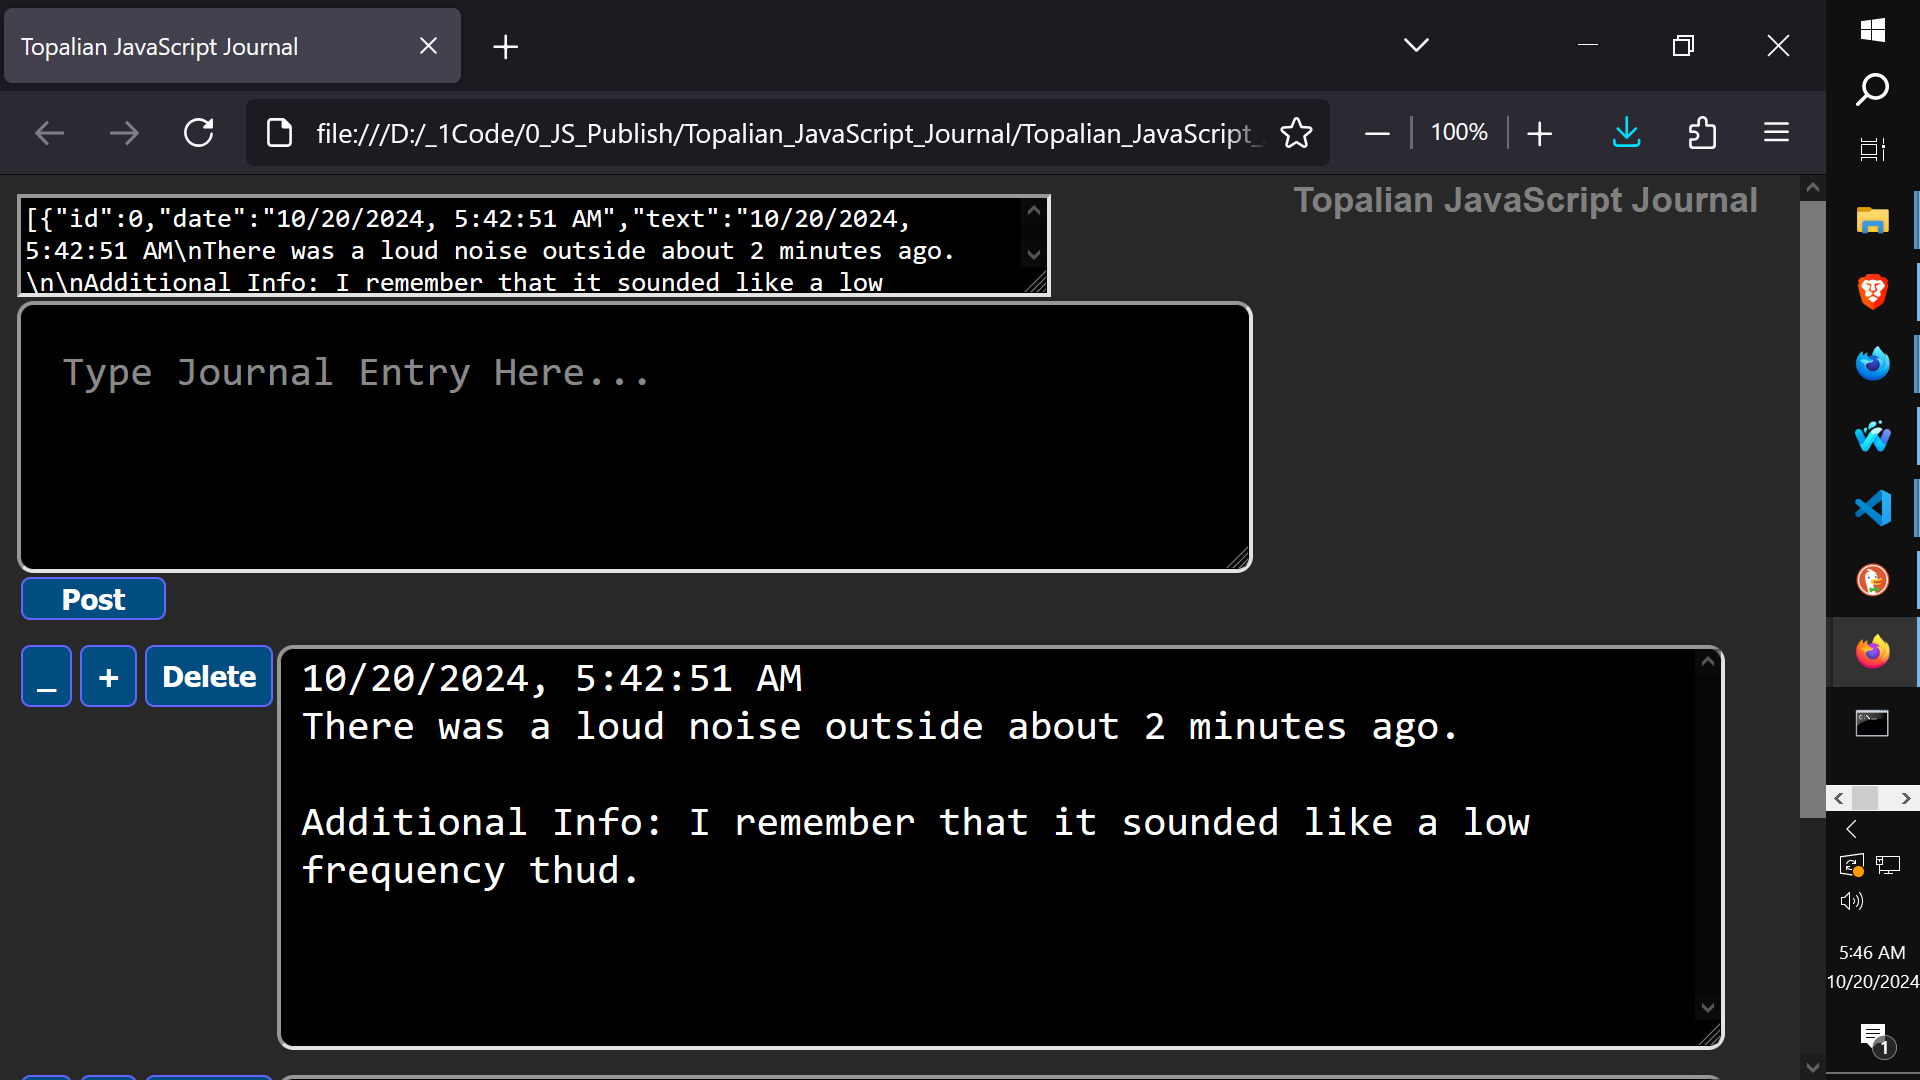 Topalian JavaScript Journal
file:///D:/_1Code/0_JS_Publish/Topalian_JavaScript_Journal/Topalian_JavaScript_
100%
Topalian JavaScript Journal
[{"id":0,"date":"10/20/2024, 5:42:51 AM","text":"10/20/2024,
5:42:51 AM\nThere was a loud noise outside about 2 minutes ago.
\n\nAdditional Info: I remember that it sounded like a low
Type Journal Entry Here...
Post
_ + Delete
10/20/2024, 5:42:51 AM
There was a loud noise outside about 2 minutes ago.
Additional Info: I remember that it sounded like a low
frequency thud.
5:46 AM
10/20/2024
1